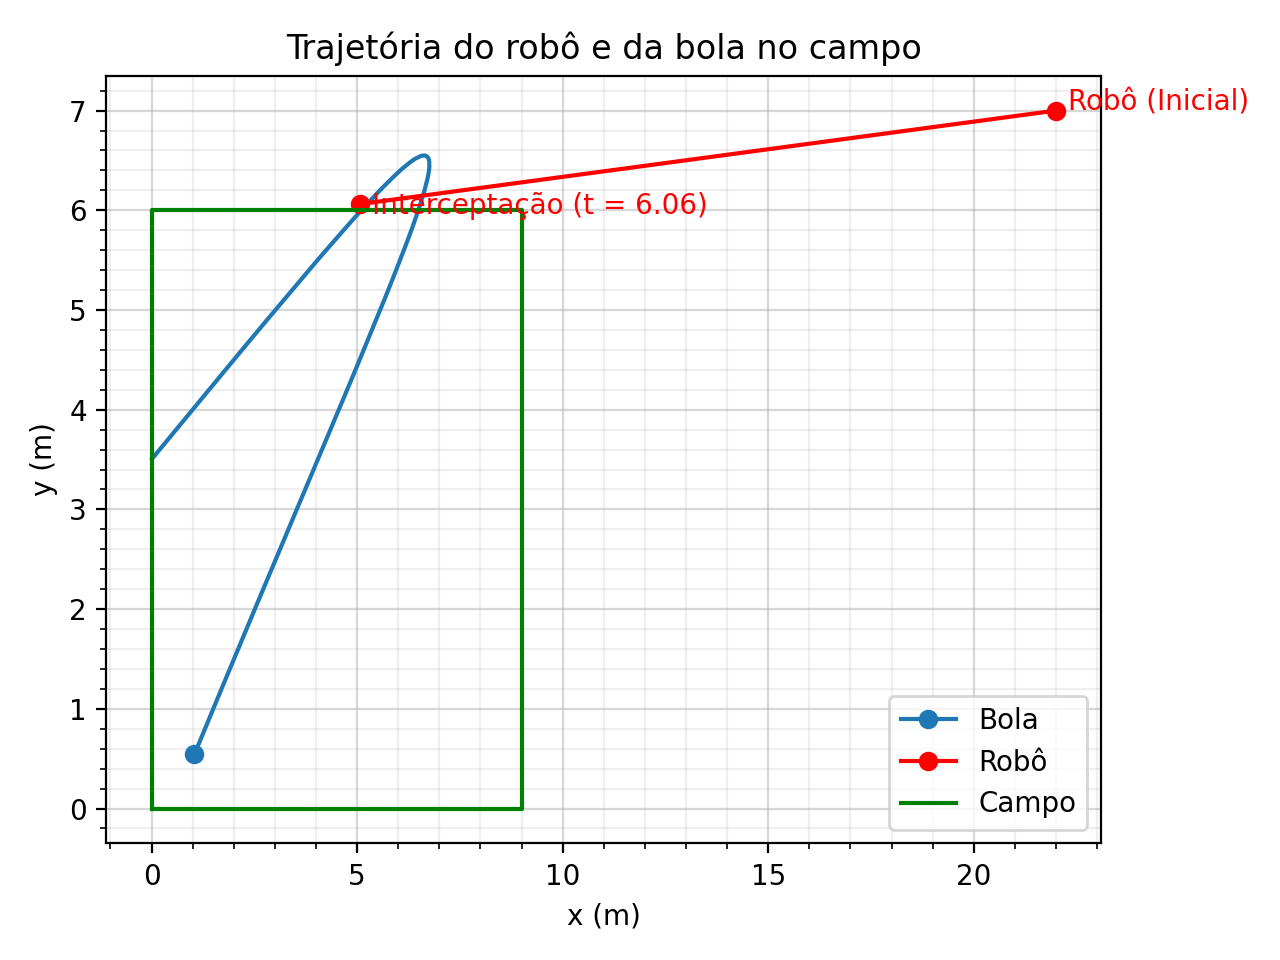 Trajetória do robô e da bola no campo
Robô (Inicial)
Interceptação (t = 6.06)
y (m)
7
6
5
4
3
2
1
0
0 5 10 15 20
x (m)
Bola
Robô
Campo